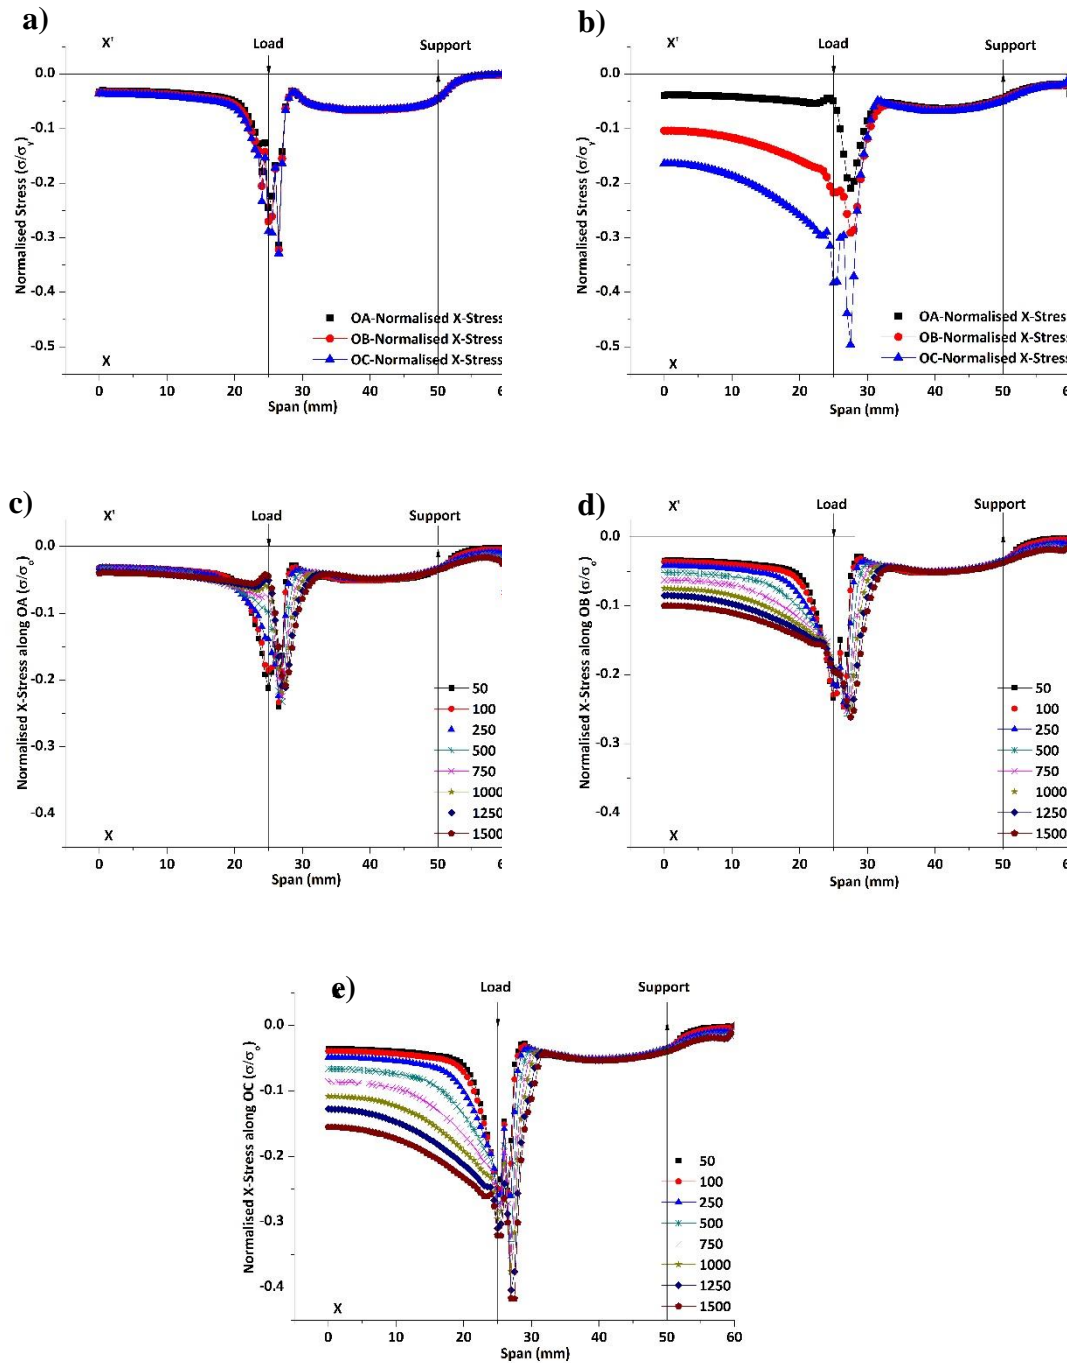 a)
X' Load Support
0.0
-0.1
-0.2
-0.3
-0.4
-0.5
Normalised Stress (σ/σy)
OA-Normalised X-Stress
OB-Normalised X-Stress
OC-Normalised X-Stress
X
0 10 20 30 40 50 6
Span (mm)
b)
X' Load Support
0.0
-0.1
-0.2
-0.3
-0.4
-0.5
Normalised Stress (σ/σy)
OA-Normalised X-Stress
OB-Normalised X-Stress
OC-Normalised X-Stress
X
0 10 20 30 40 50 6
Span (mm)
c)
X' Load Support
0.0
-0.1
-0.2
-0.3
-0.4
Normalised X-Stress along OA (σ/σo)
50
100
250
500
750
1000
1250
1500
X
0 10 20 30 40 50 6
Span (mm)
d)
X' Load Support
0.0
-0.1
-0.2
-0.3
-0.4
Normalised X-Stress along OB (σ/σo)
50
100
250
500
750
1000
1250
1500
X
0 10 20 30 40 50 6
Span (mm)
e)
Load Support
0.0
-0.1
-0.2
-0.3
-0.4
Normalised X-Stress along OC (σ/σo)
50
100
250
500
750
1000
1250
1500
X
0 10 20 30 40 50 60
Span (mm)